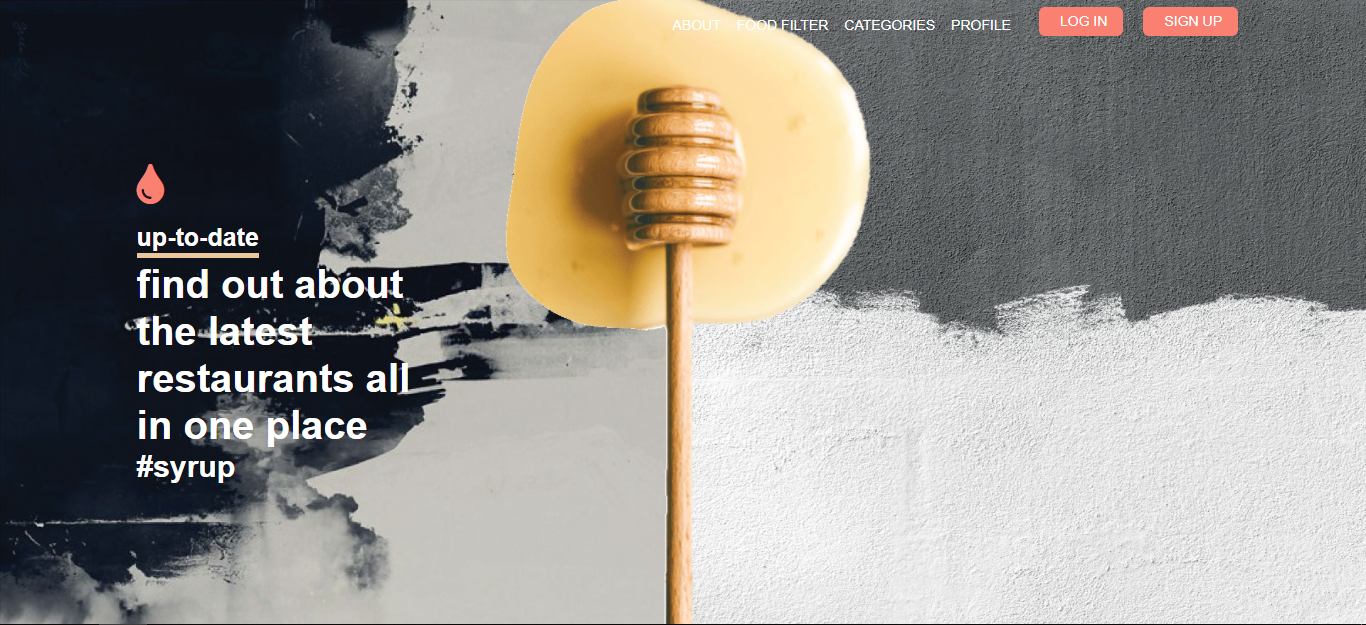 ABOUT FOOD FILTER CATEGORIES PROFILE LOG IN SIGN UP
up-to-date
find out about
the latest
restaurants all
in one place
#syrup